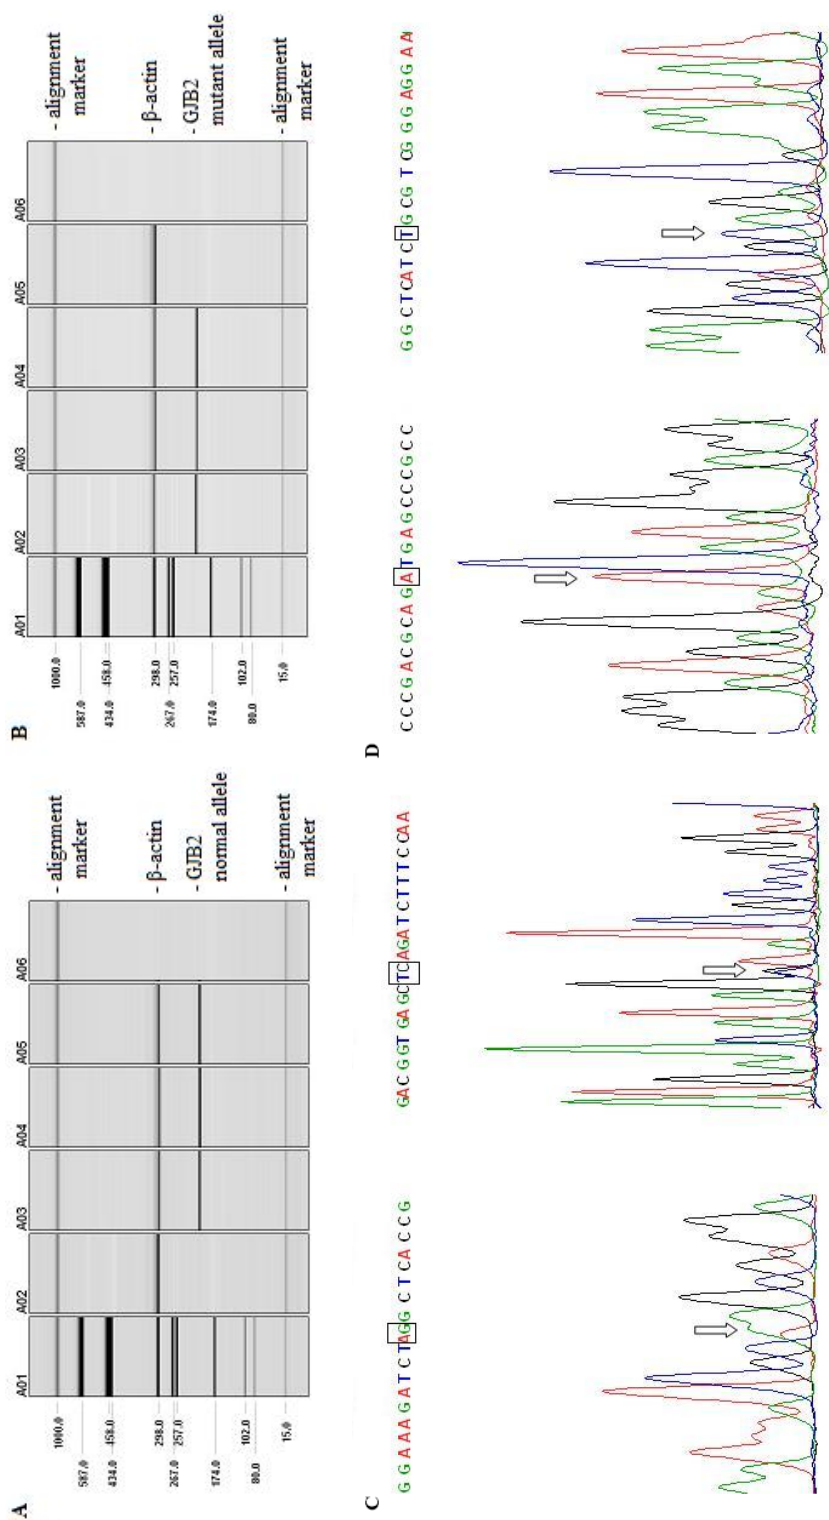 A
A01 A02 A03 A04 A05 A06
1000.0
587.0
458.0
434.0
298.0
267.0
257.0
174.0
102.0
80.0
15.0
- alignment
marker
- β-actin
- GJB2
normal allele
- alignment
marker
B
A01 A02 A03 A04 A05 A06
1000.0
587.0
458.0
434.0
298.0
267.0
257.0
174.0
102.0
80.0
15.0
- alignment
marker
- β-actin
- GJB2
mutant allele
- alignment
marker
C
G G A A A G A T C T A G G C T C A C C G
G A C G G T G A G C T C A G A T C T T T C C A A
D
C C C G A C G C A G A T G A G C C C G C C
G G C T C A T C T G C G T C G G G A G G A A